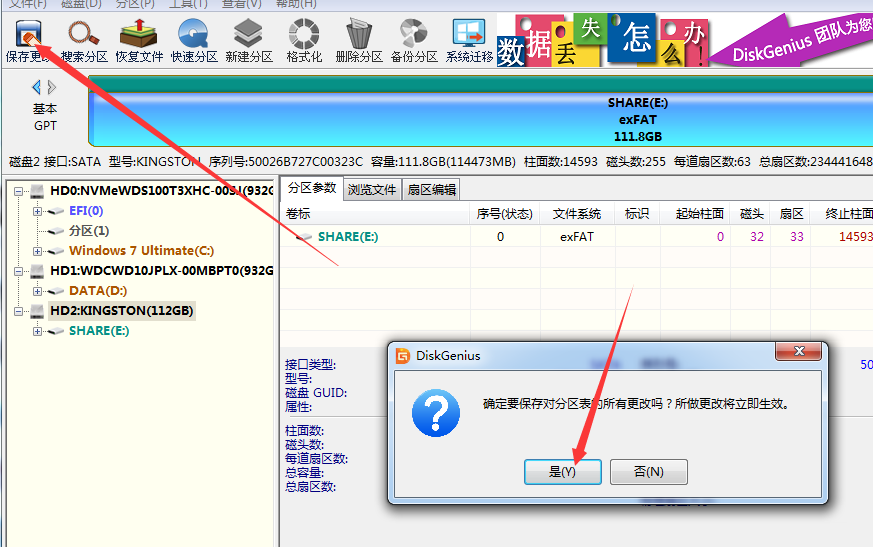 文件(F) 磁盘(D) 分区(P) 工具(T) 查看(V) 帮助(H)
保存更改 搜索分区 恢复文件 快速分区 新建分区 格式化 删除分区 备份分区 系统迁移
数据丢失怎么办!
DiskGenius 团队为您
基本
GPT
SHARE(E:)
exFAT
111.8GB
磁盘2 接口:SATA 型号:KINGSTON 序列号:50026B727C00323C 容量:111.8GB(114473MB) 柱面数:14593 磁头数:255 每道扇区数:63 总扇区数:234441648
HD0:NVMeWDS100T3XHC-00SJ(932G
EFI(0)
分区(1)
Windows 7 Ultimate(C:)
HD1:WDCWD10JPLX-00MBPT0(932G
DATA(D:)
HD2:KINGSTON(112GB)
SHARE(E:)
分区参数 浏览文件 扇区编辑
卷标 序号(状态) 文件系统 标识 起始柱面 磁头 扇区 终止柱面
SHARE(E:) 0 exFAT 0 32 33 14593
接口类型:
50
型号:
磁盘 GUID:
属性:
柱面数:
磁头数:
每道扇区数:
总容量:
总扇区数:
DiskGenius
确定要保存对分区表的所有更改吗？所做更改将立即生效。
是(Y) 否(N)